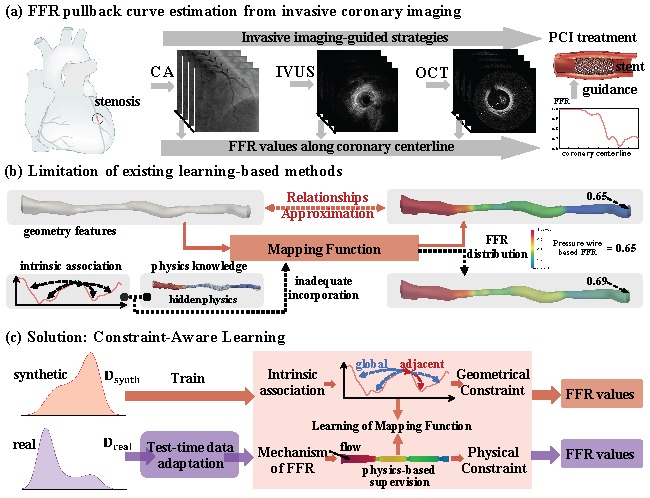 (a) FFR pullback curve estimation from invasive coronary imaging
Invasive imaging-guided strategies
PCI treatment
CA
IVUS
OCT
stent
stenosis
guidance
FFR
FFR values along coronary centerline
coronary centerline
(b) Limitation of existing learning-based methods
Relationships
Approximation
0.65
geometry features
Mapping Function
FFR
distribution
Pressure wire
based FFR = 0.65
intrinsic association
physics knowledge
hiddenphysics
inadequate
incorporation
0.69
(c) Solution: Constraint-Aware Learning
synthetic
Dsynth
Train
Intrinsic
association
global
adjacent
Geometrical
Constraint
FFR values
Learning of Mapping Function
real
Dreal
Test-time data
adaptation
Mechanism
of FFR
flow
physics-based
supervision
Physical
Constraint
FFR values